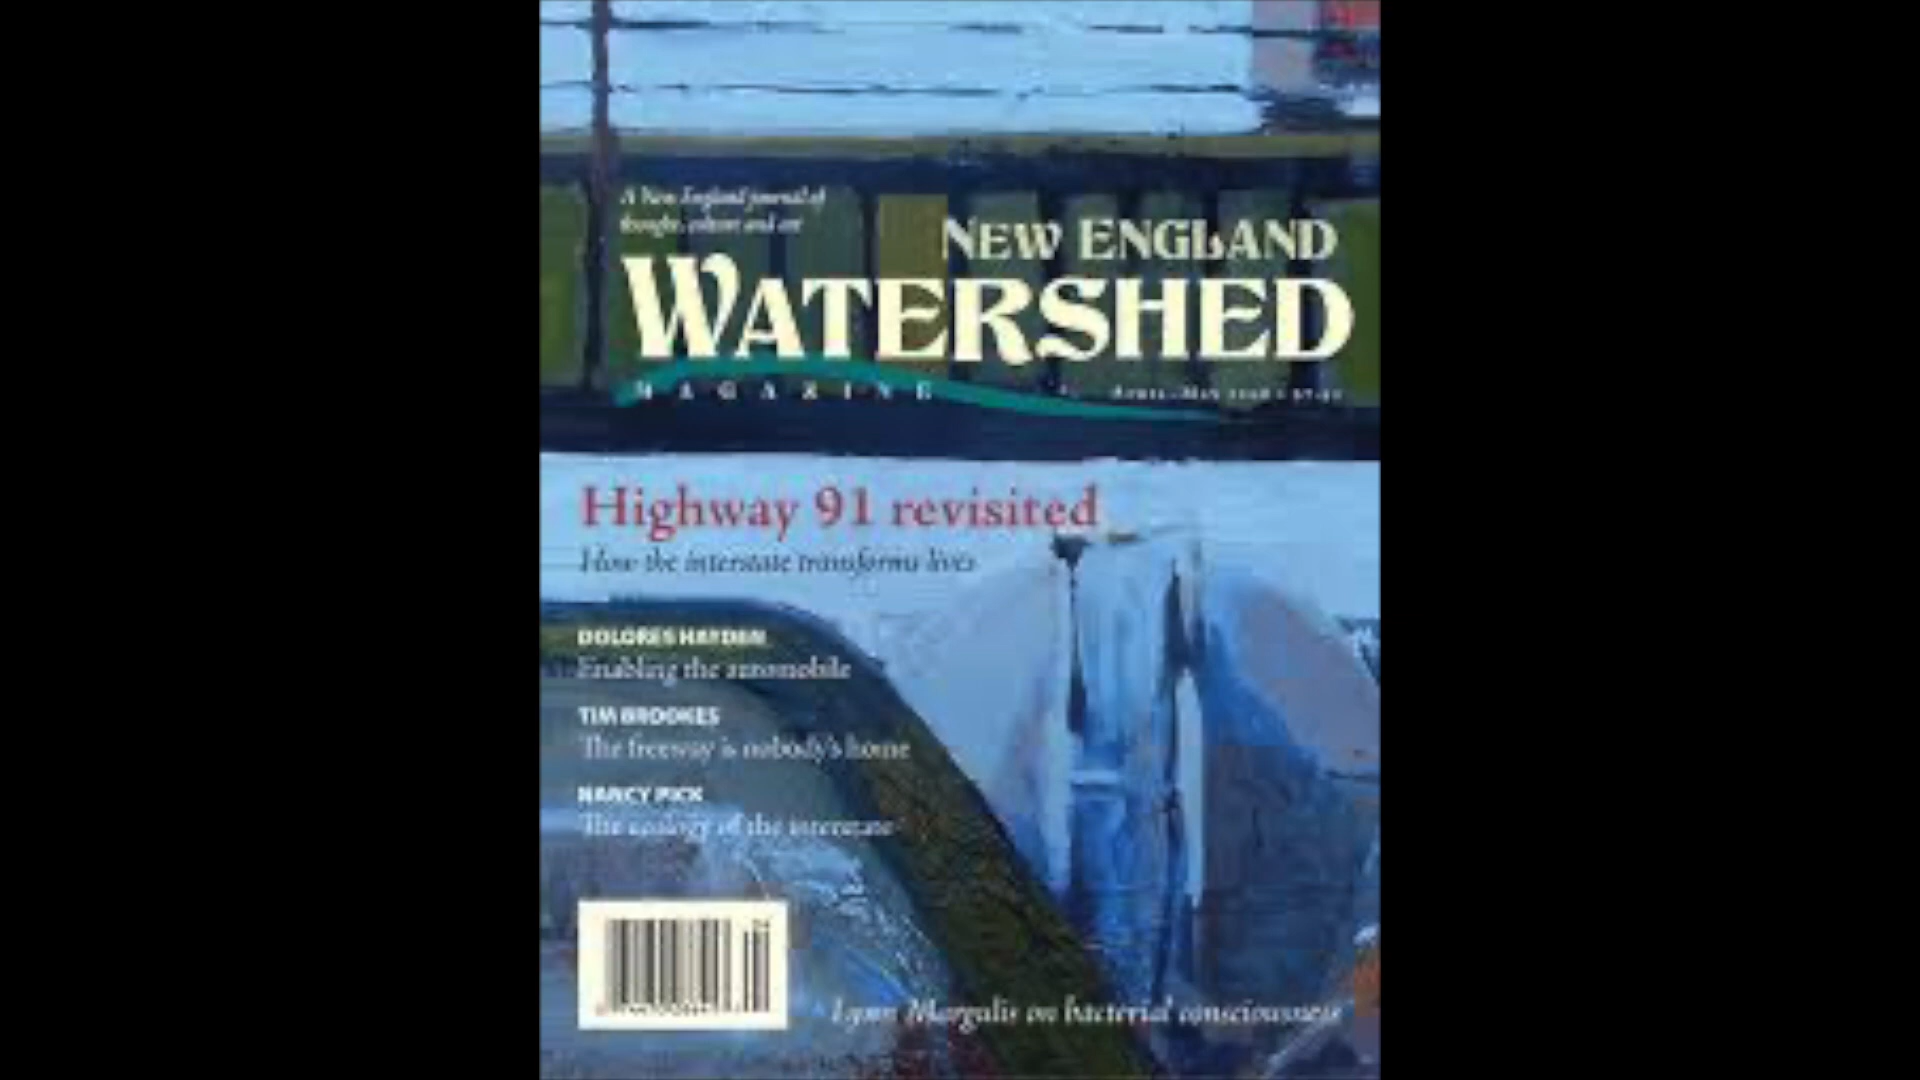 A New England journal of
thought, culture and art
NEW ENGLAND
WATERSHED
MAGAZINE
APRIL-MAY
Highway 91 revisited
How the interstate transforms lives
DOLORES HAYDEN
Enabling the automobile
TIM BROOKES
The freeway is nobody's home
NANCY PICK
The ecology of the interstate
Lynn Margulis on bacterial consciousness